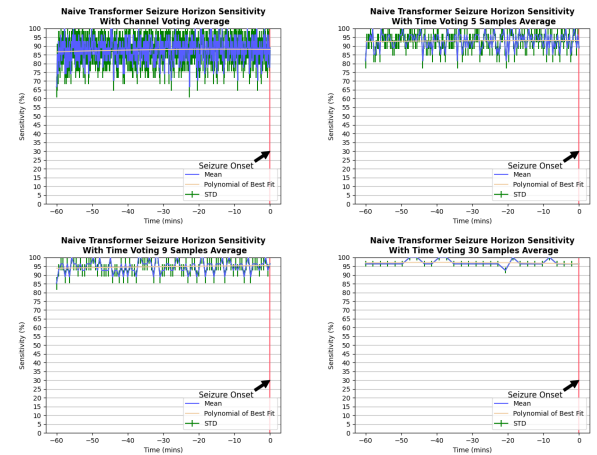 Naive Transformer Seizure Horizon Sensitivity
With Channel Voting Average
100
95
90
85
80
75
70
65
60
55
50
45
40
35
30
25
20
15
10
5
0
Sensitivity (%)
Seizure Onset
Mean
Polynomial of Best Fit
STD
−60 −50 −40 −30 −20 −10 0
Time (mins)
Naive Transformer Seizure Horizon Sensitivity
With Time Voting 5 Samples Average
100
95
90
85
80
75
70
65
60
55
50
45
40
35
30
25
20
15
10
5
0
Sensitivity (%)
Seizure Onset
Mean
Polynomial of Best Fit
STD
−60 −50 −40 −30 −20 −10 0
Time (mins)
Naive Transformer Seizure Horizon Sensitivity
With Time Voting 9 Samples Average
100
95
90
85
80
75
70
65
60
55
50
45
40
35
30
25
20
15
10
5
0
Sensitivity (%)
Seizure Onset
Mean
Polynomial of Best Fit
STD
−60 −50 −40 −30 −20 −10 0
Time (mins)
Naive Transformer Seizure Horizon Sensitivity
With Time Voting 30 Samples Average
100
95
90
85
80
75
70
65
60
55
50
45
40
35
30
25
20
15
10
5
0
Sensitivity (%)
Seizure Onset
Mean
Polynomial of Best Fit
STD
−60 −50 −40 −30 −20 −10 0
Time (mins)